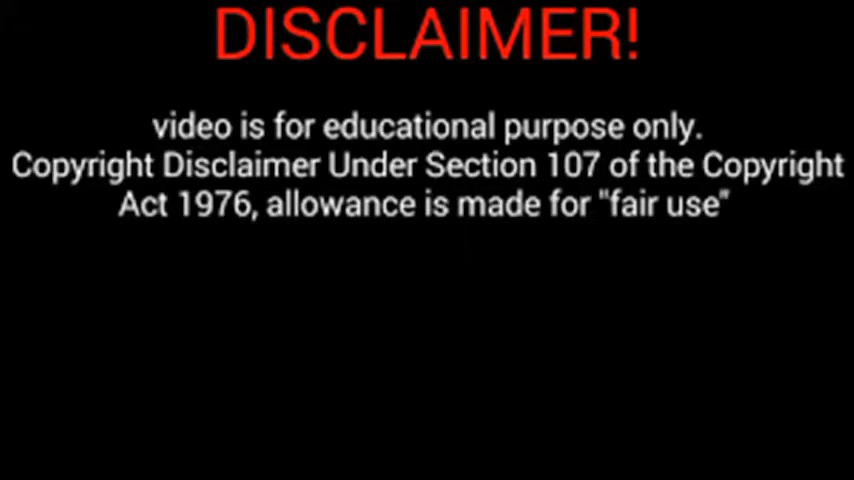 DISCLAIMER!
video is for educational purpose only.
Copyright Disclaimer Under Section 107 of the Copyright
Act 1976, allowance is made for "fair use"